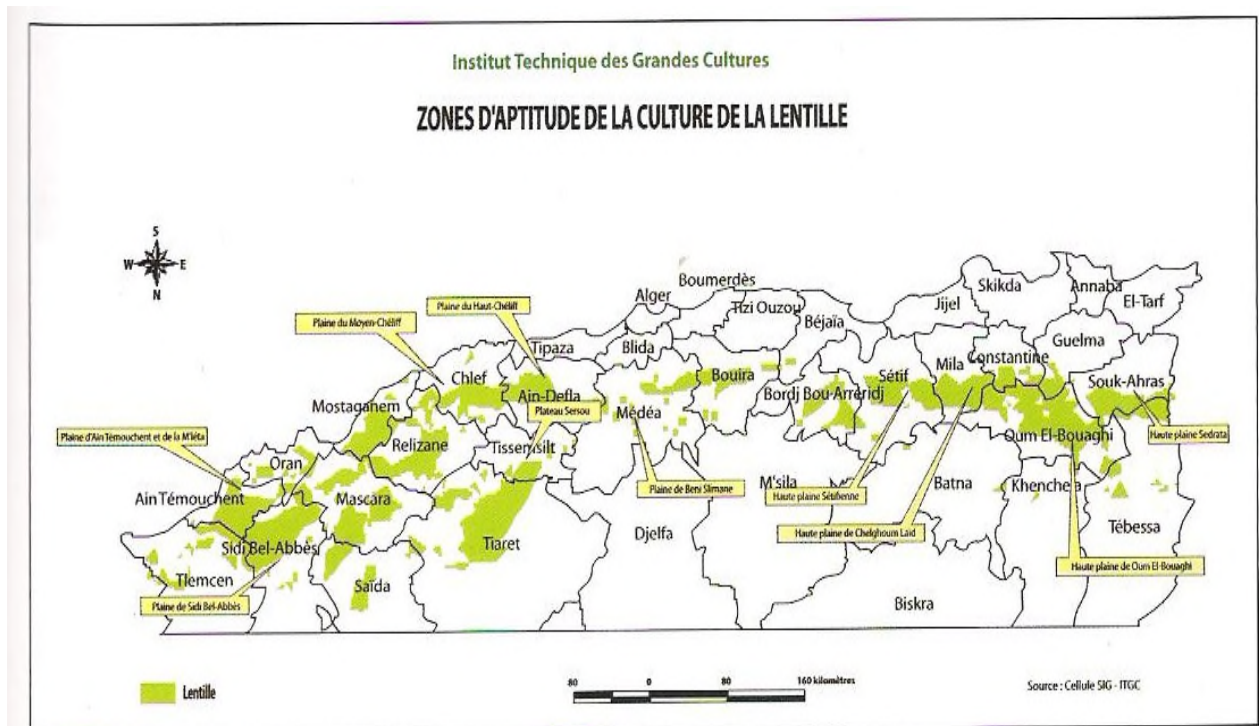 Institut Technique des Grandes Cultures
ZONES D'APTITUDE DE LA CULTURE DE LA LENTILLE
S
W E
N
Boumerdès
Skikda
Annaba
El-Tarf
Alger
Tizi Ouzou
Jijel
Plaine du Haut-Chéliff
Plaine du Moyen-Chéliff
Béjaïa
Tipaza
Blida
Guelma
Constantine
Mila
Chlef
Bouira
Sétif
Souk-Ahras
Ain-Defla
Bordj Bou-Arreridj
Mostaganem
Plateau Sersou
Médéa
Plaine d'Ain Témouchent et de la M'léta
Relizane
Tissemsilt
Oum El-Bouaghi
Haute plaine Sedrata
Oran
Ain Témouchent
Mascara
Plaine de Beni Slimane
M'sila
Haute plaine Sétifienne
Batna
Khenchela
Tébessa
Sidi Bel-Abbès
Tiaret
Djelfa
Haute plaine de Chelghoum Laid
Haute plaine de Oum El-Bouaghi
Tlemcen
Saïda
Plaine de Sidi Bel-Abbès
Biskra
Lentille
80 0 80 160 kilomètres
Source : Cellule SIG - ITGC